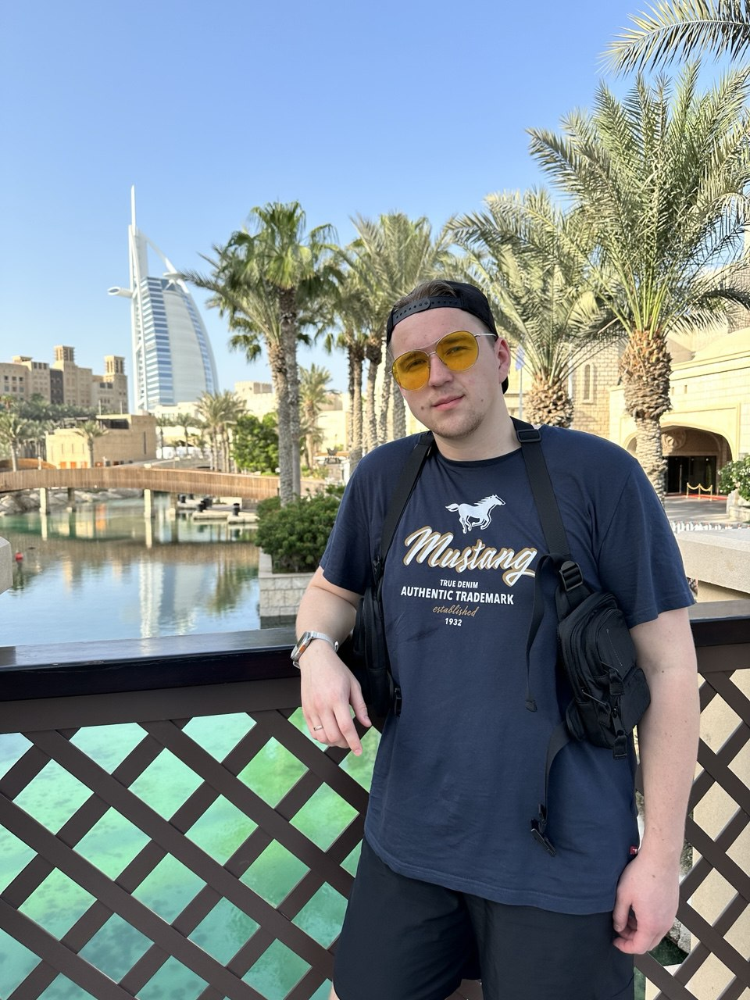 Mustang
TRUE DENIM
AUTHENTIC TRADEMARK
established
1932